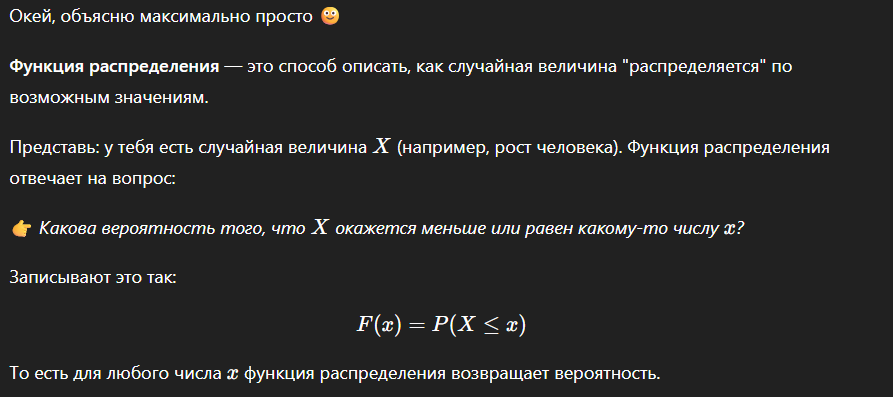 Окей, объясню максимально просто 🙂
Функция распределения — это способ описать, как случайная величина "распределяется" по
возможным значениям.
Представь: у тебя есть случайная величина X (например, рост человека). Функция распределения
отвечает на вопрос:
👉 Какова вероятность того, что X окажется меньше или равен какому-то числу x?
Записывают это так:
F(x) = P(X ≤ x)
То есть для любого числа x функция распределения возвращает вероятность.